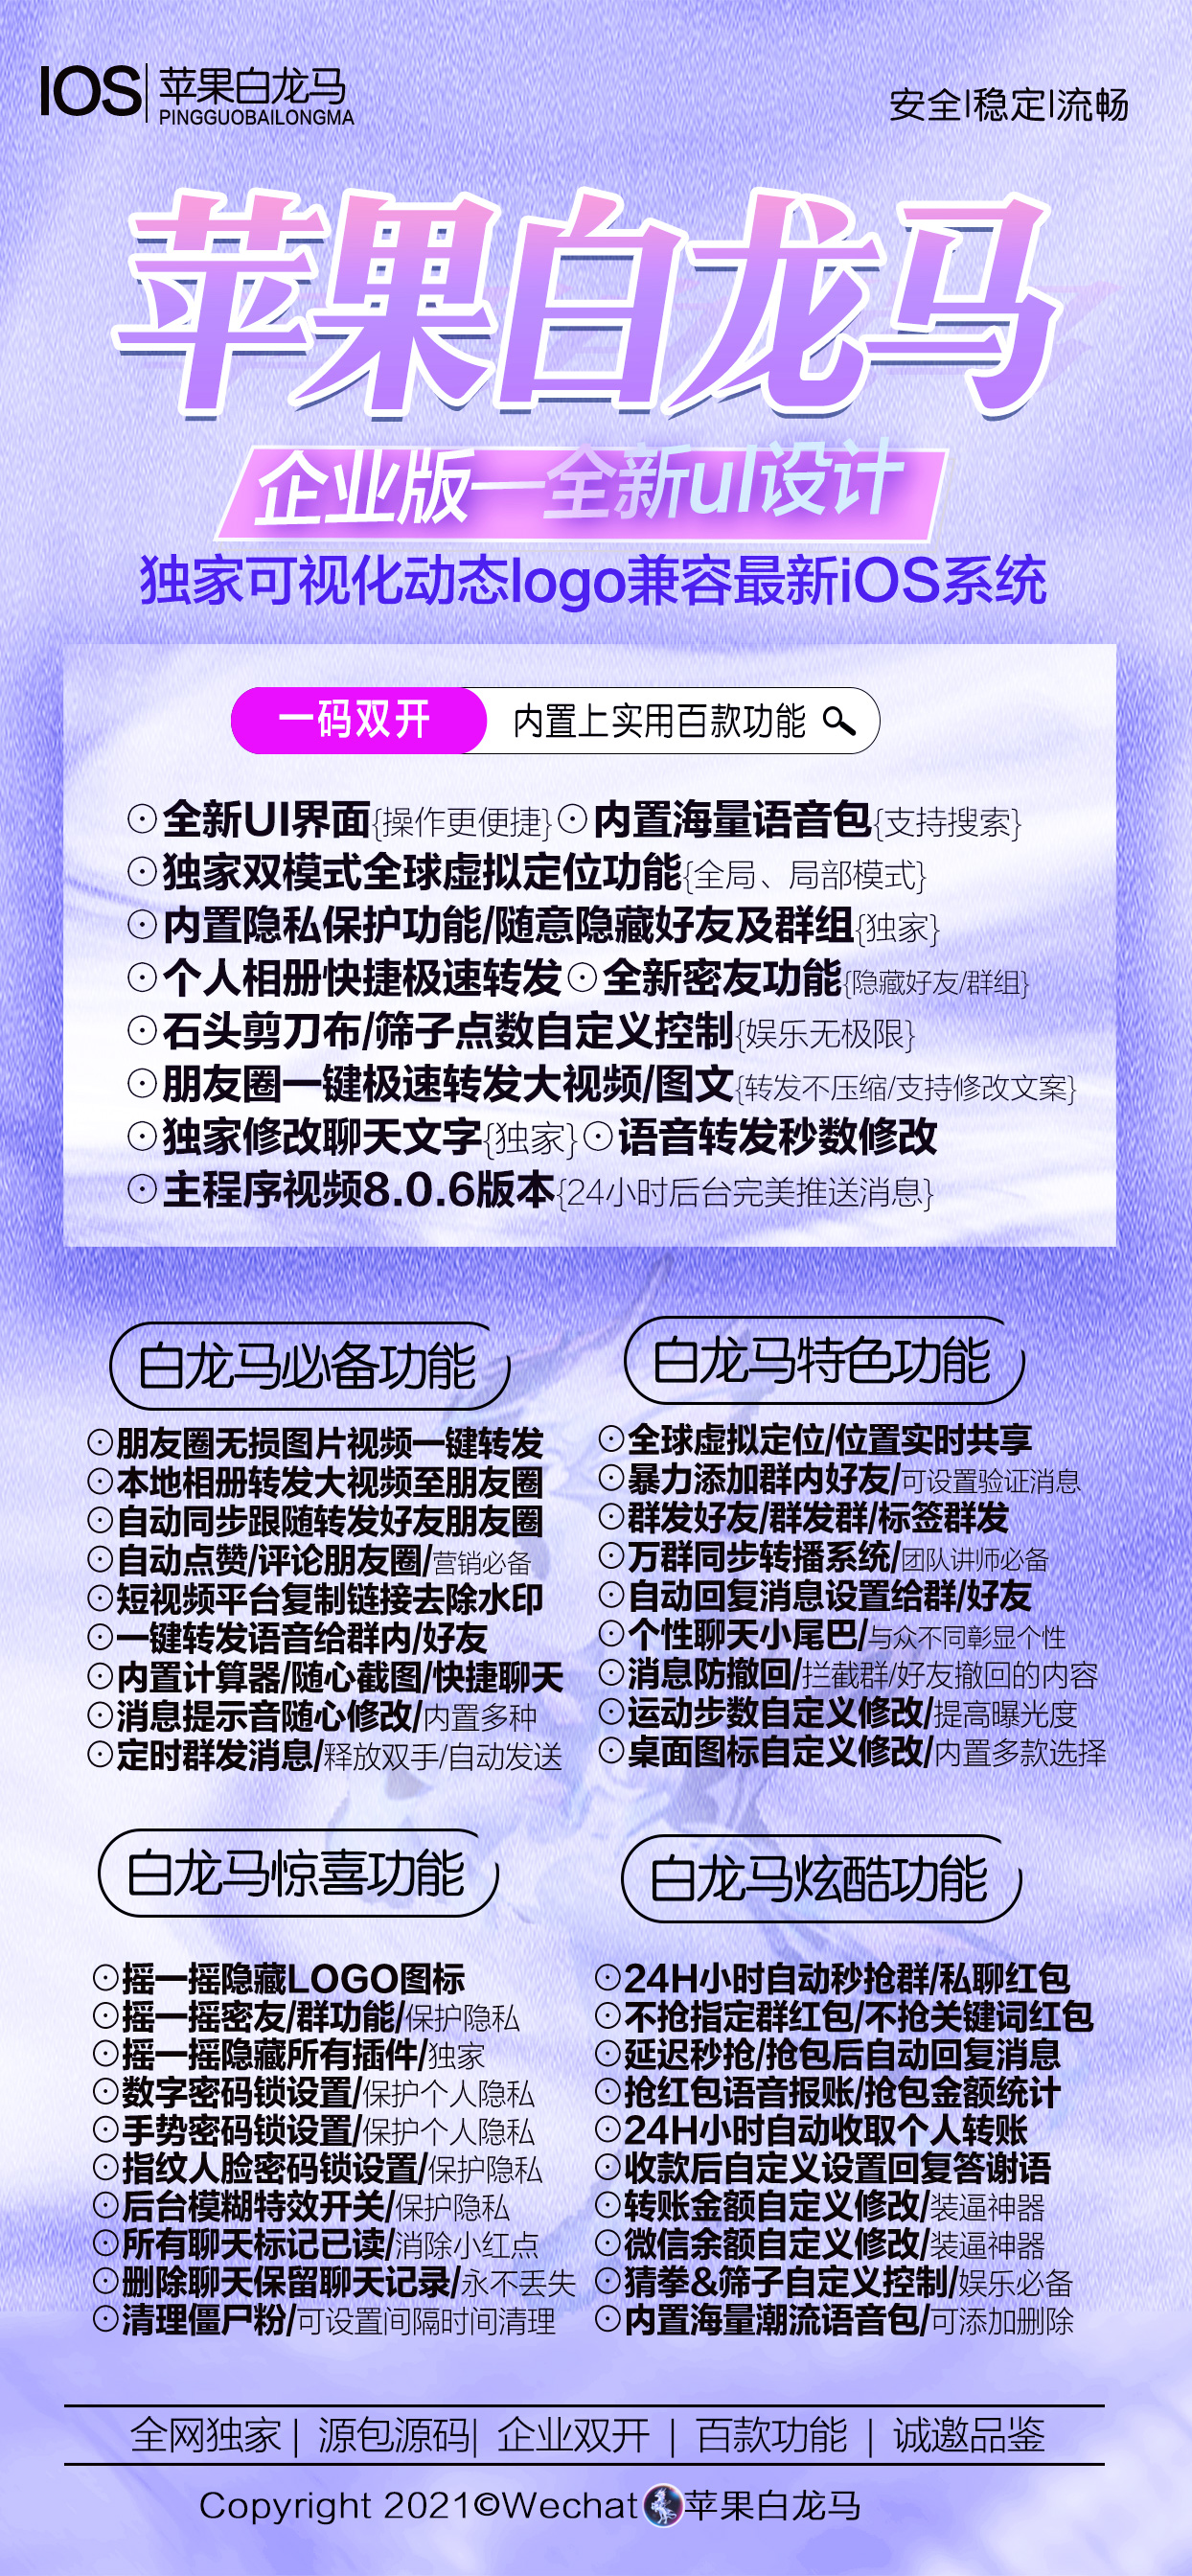 IOS 苹果白龙马
PINGGUOBAILONGMA
安全|稳定|流畅
苹果白龙马
企业版—全新uI设计
独家可视化动态logo兼容最新iOS系统
一码双开 内置上实用百款功能
⊙全新UI界面{操作更便捷}⊙内置海量语音包{支持搜索}
⊙独家双模式全球虚拟定位功能{全局、局部模式}
⊙内置隐私保护功能/随意隐藏好友及群组{独家}
⊙个人相册快捷极速转发⊙全新密友功能{隐藏好友/群组}
⊙石头剪刀布/筛子点数自定义控制{娱乐无极限}
⊙朋友圈一键极速转发大视频/图文{转发不压缩/支持修改文案}
⊙独家修改聊天文字{独家}⊙语音转发秒数修改
⊙主程序视频8.0.6版本{24小时后台完美推送消息}
白龙马必备功能
⊙朋友圈无损图片视频一键转发
⊙本地相册转发大视频至朋友圈
⊙自动同步跟随转发好友朋友圈
⊙自动点赞/评论朋友圈/营销必备
⊙短视频平台复制链接去除水印
⊙一键转发语音给群内/好友
⊙内置计算器/随心截图/快捷聊天
⊙消息提示音随心修改/内置多种
⊙定时群发消息/释放双手/自动发送
白龙马特色功能
⊙全球虚拟定位/位置实时共享
⊙暴力添加群内好友/可设置验证消息
⊙群发好友/群发群/标签群发
⊙万群同步转播系统/团队讲师必备
⊙自动回复消息设置给群/好友
⊙个性聊天小尾巴/与众不同彰显个性
⊙消息防撤回/拦截群/好友撤回的内容
⊙运动步数自定义修改/提高曝光度
⊙桌面图标自定义修改/内置多款选择
白龙马惊喜功能
⊙摇一摇隐藏LOGO图标
⊙摇一摇密友/群功能/保护隐私
⊙摇一摇隐藏所有插件/独家
⊙数字密码锁设置/保护个人隐私
⊙手势密码锁设置/保护个人隐私
⊙指纹人脸密码锁设置/保护隐私
⊙后台模糊特效开关/保护隐私
⊙所有聊天标记已读/消除小红点
⊙删除聊天保留聊天记录/永不丢失
⊙清理僵尸粉/可设置间隔时间清理
白龙马炫酷功能
⊙24H小时自动秒抢群/私聊红包
⊙不抢指定群红包/不抢关键词红包
⊙延迟秒抢/抢包后自动回复消息
⊙抢红包语音报账/抢包金额统计
⊙24H小时自动收取个人转账
⊙收款后自定义设置回复答谢语
⊙转账金额自定义修改/装逼神器
⊙微信余额自定义修改/装逼神器
⊙猜拳&筛子自定义控制/娱乐必备
⊙内置海量潮流语音包/可添加删除
全网独家 | 源包源码 | 企业双开 | 百款功能 | 诚邀品鉴
Copyright 2021©Wechat 苹果白龙马